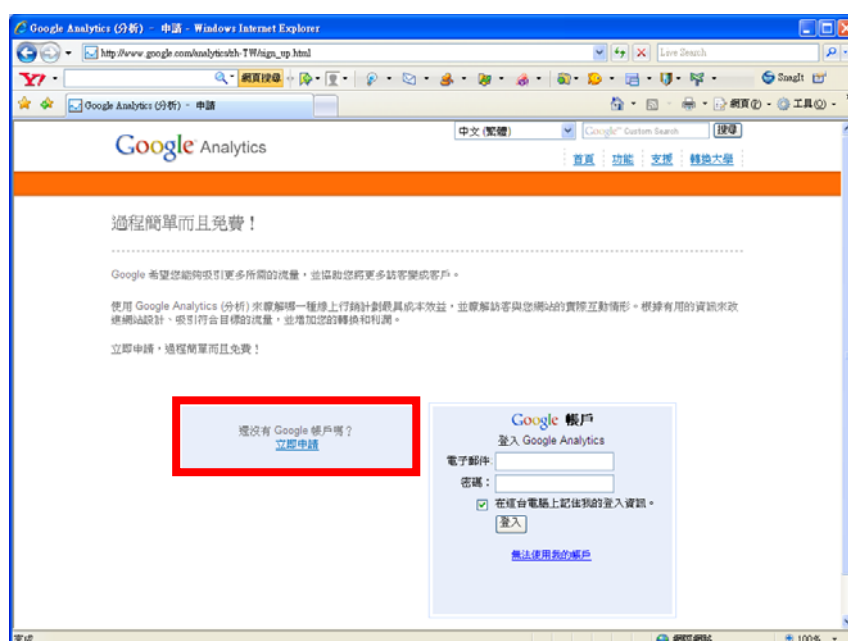 Google Analytics (分析) - 申請 - Windows Internet Explorer
http://www.google.com/analytics/zh-TW/sign_up.html
Live Search
Y7
網頁搜尋
SnagIt
Google Analytics (分析) - 申請
網頁(P)
工具(O)
Google Analytics
中文 (繁體)
Google™ Custom Search
搜尋
首頁 功能 支援 轉換大學
過程簡單而且免費！
Google 希望您能夠吸引更多所需的流量，並協助您將更多訪客變成客戶。
使用 Google Analytics (分析) 來瞭解哪一種線上行銷計劃最具成本效益，並瞭解訪客與您網站的實際互動情形。根據有用的資訊來改
進網站設計、吸引符合目標的流量，並增加您的轉換和利潤。
立即申請，過程簡單而且免費！
還沒有 Google 帳戶嗎？
立即申請
Google 帳戶
登入 Google Analytics
電子郵件:
密碼：
在這台電腦上記住我的登入資訊。
登入
無法使用我的帳戶
完成
網際網路
100%